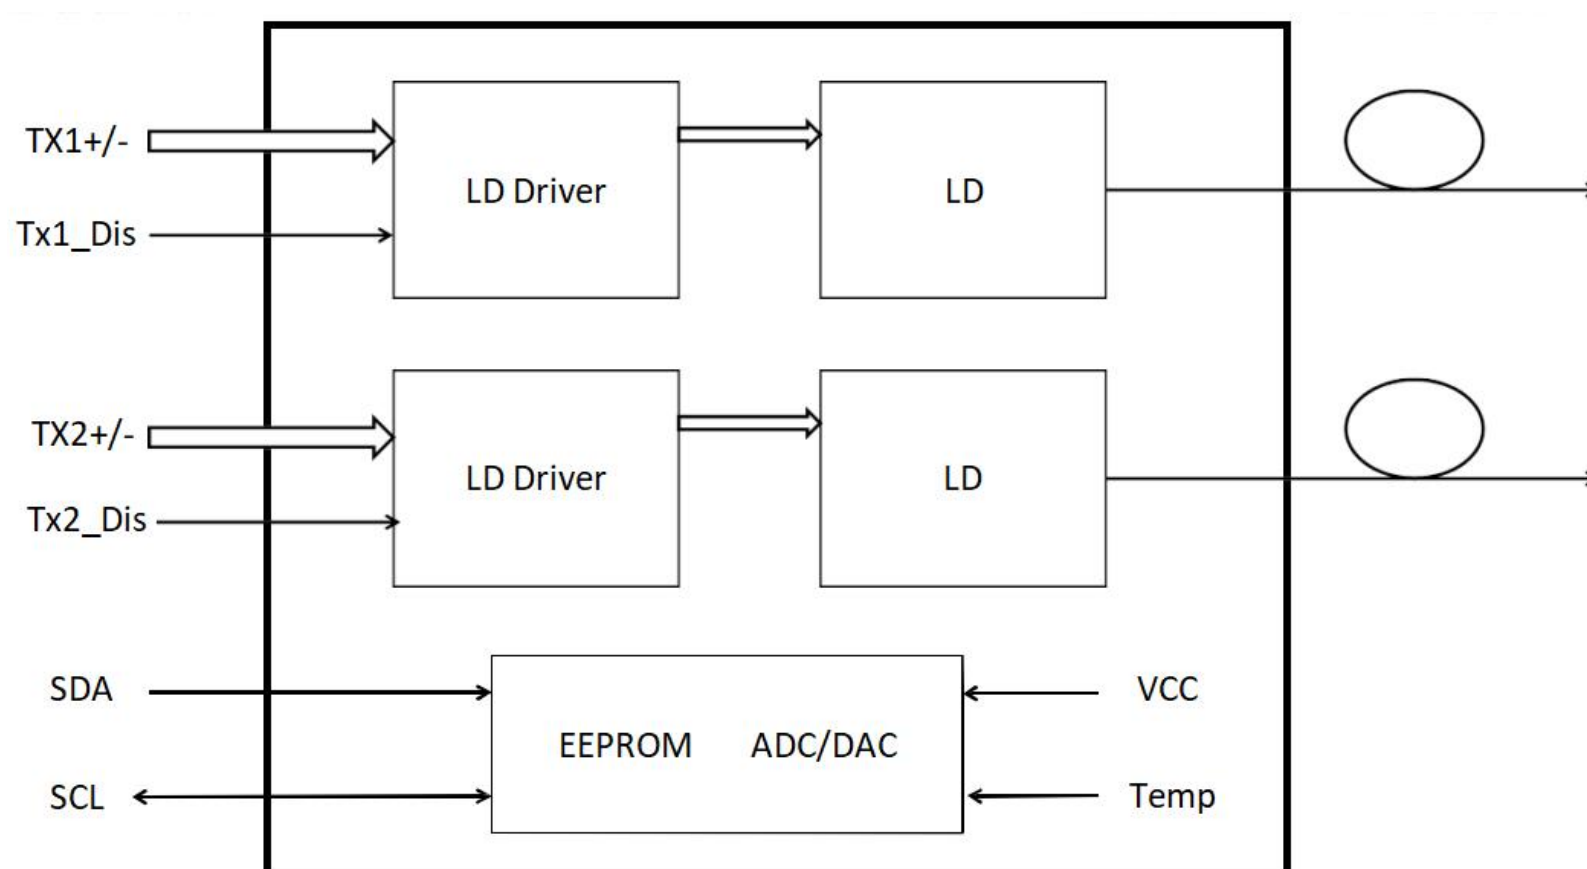 TX1+/-
LD Driver
LD
Tx1_Dis
TX2+/-
LD Driver
LD
Tx2_Dis
SDA
VCC
EEPROM ADC/DAC
SCL
Temp